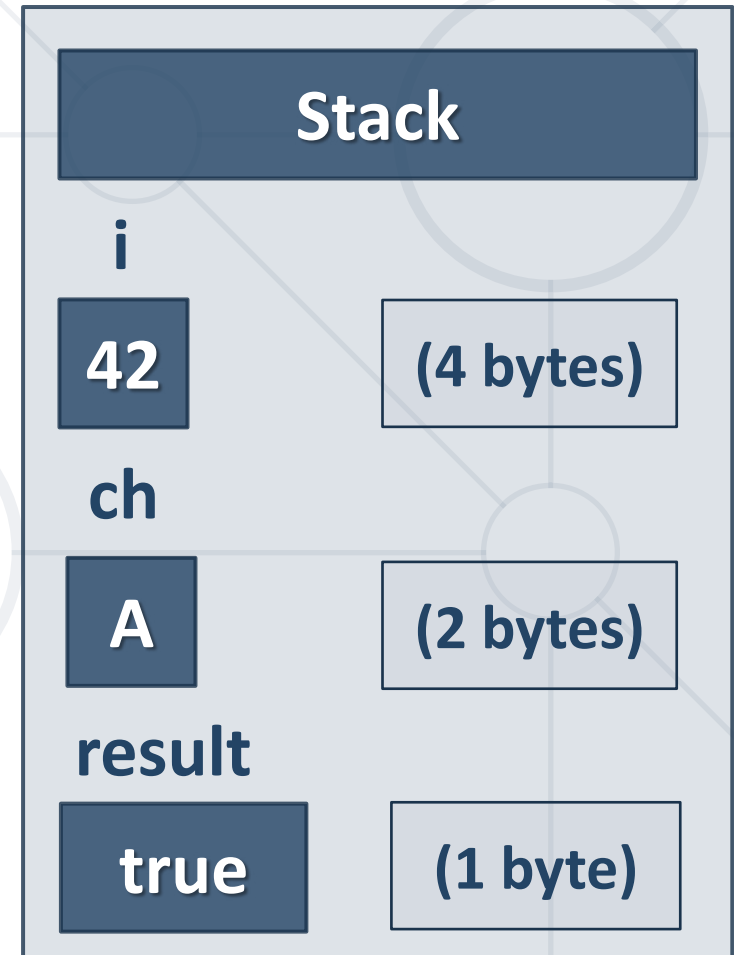 Stack
i
42 (4 bytes)
ch
A (2 bytes)
result
true (1 byte)